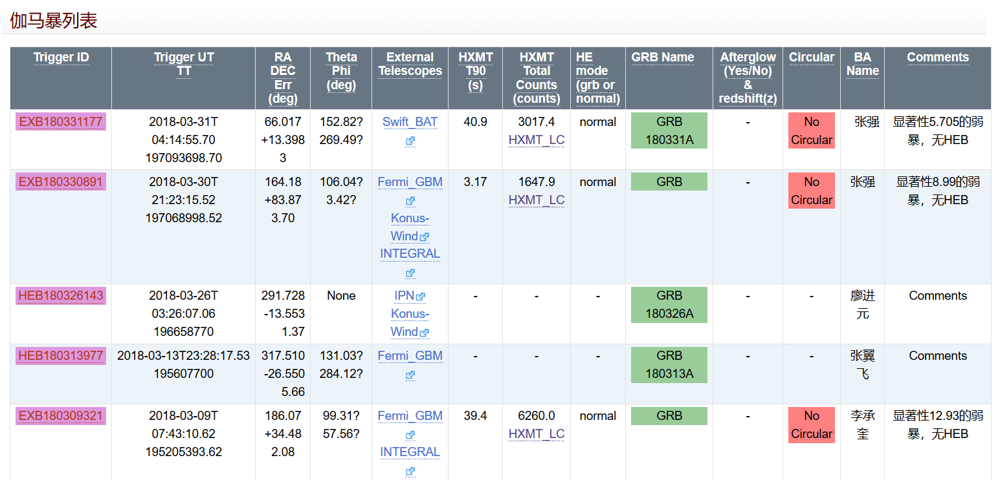 伽马暴列表
Trigger ID
Trigger UT
TT
RA
DEC
Err
(deg)
Theta
Phi
(deg)
External
Telescopes
HXMT
T90
(s)
HXMT
Total
Counts
(counts)
HE
mode
(grb or
normal)
GRB Name
Afterglow
(Yes/No)
&
redshift(z)
Circular
BA
Name
Comments
EXB180331177
2018-03-31T
04:14:55.70
197093698.70
66.017
+13.398
3
152.82?
269.49?
Swift_BAT
40.9
3017.4
HXMT_LC
normal
GRB
180331A
-
No
Circular
张强
显著性5.705的弱
暴，无HEB
EXB180330891
2018-03-30T
21:23:15.52
197068998.52
164.18
+83.87
3.70
106.04?
3.42?
Fermi_GBM
Konus-
Wind
INTEGRAL
3.17
1647.9
HXMT_LC
normal
GRB
-
No
Circular
张强
显著性8.99的弱
暴，无HEB
HEB180326143
2018-03-26T
03:26:07.06
196658770
291.728
-13.553
1.37
None
IPN
Konus-
Wind
-
-
-
GRB
180326A
-
-
廖进
元
Comments
HEB180313977
2018-03-13T23:28:17.53
195607700
317.510
-26.550
5.66
131.03?
284.12?
Fermi_GBM
-
-
-
GRB
180313A
-
-
张翼
飞
Comments
EXB180309321
2018-03-09T
07:43:10.62
195205393.62
186.07
+34.48
2.08
99.31?
57.56?
Fermi_GBM
INTEGRAL
39.4
6260.0
HXMT_LC
normal
GRB
-
No
Circular
李承
奎
显著性12.93的弱
暴，无HEB